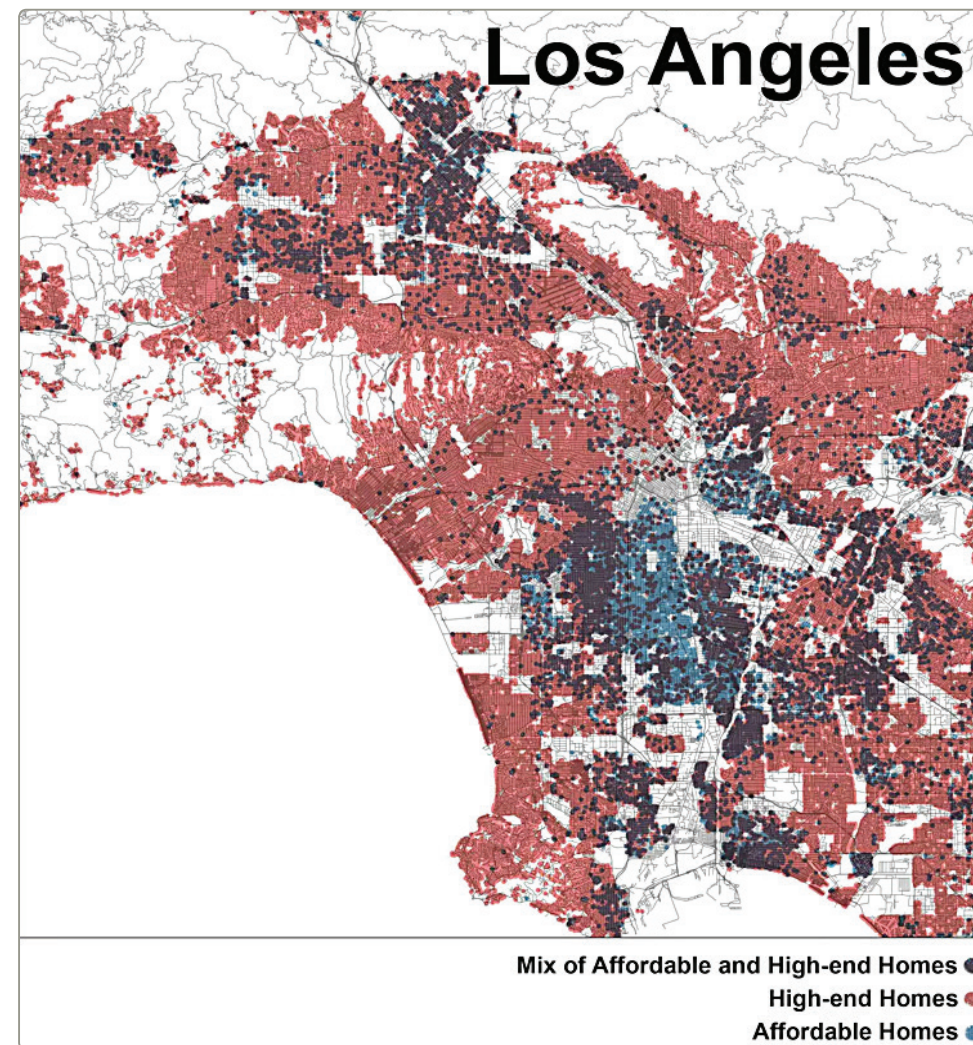 Los Angeles
Mix of Affordable and High-end Homes
High-end Homes
Affordable Homes